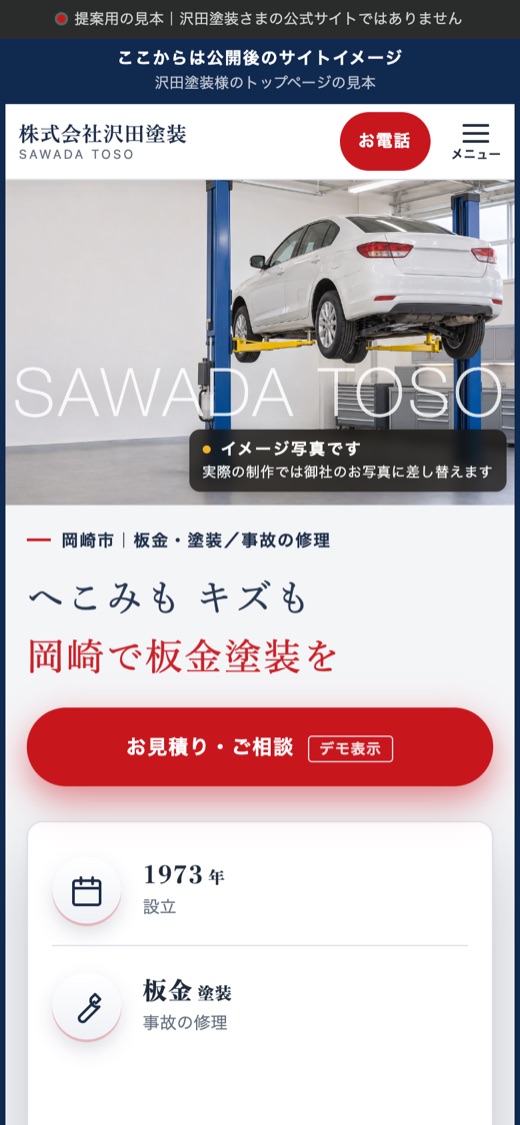 提案用の見本｜沢田塗装さまの公式サイトではありません
ここからは公開後のサイトイメージ
沢田塗装様のトップページの見本
株式会社沢田塗装
SAWADA TOSO
お電話
メニュー
SAWADA TOSO
イメージ写真です
実際の制作では御社のお写真に差し替えます
岡崎市｜板金・塗装／事故の修理
へこみも キズも
岡崎で板金塗装を
お見積り・ご相談 デモ表示
1973 年
設立
板金 塗装
事故の修理